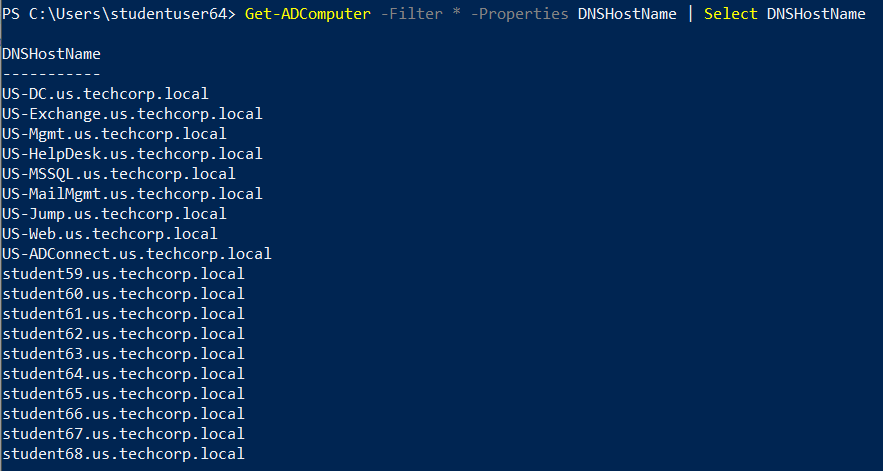 PS C:\Users\studentuser64> Get-ADComputer -Filter * -Properties DNSHostName | Select DNSHostName
DNSHostName
-----------
US-DC.us.techcorp.local
US-Exchange.us.techcorp.local
US-Mgmt.us.techcorp.local
US-HelpDesk.us.techcorp.local
US-MSSQL.us.techcorp.local
US-MailMgmt.us.techcorp.local
US-Jump.us.techcorp.local
US-Web.us.techcorp.local
US-ADConnect.us.techcorp.local
student59.us.techcorp.local
student60.us.techcorp.local
student61.us.techcorp.local
student62.us.techcorp.local
student63.us.techcorp.local
student64.us.techcorp.local
student65.us.techcorp.local
student66.us.techcorp.local
student67.us.techcorp.local
student68.us.techcorp.local